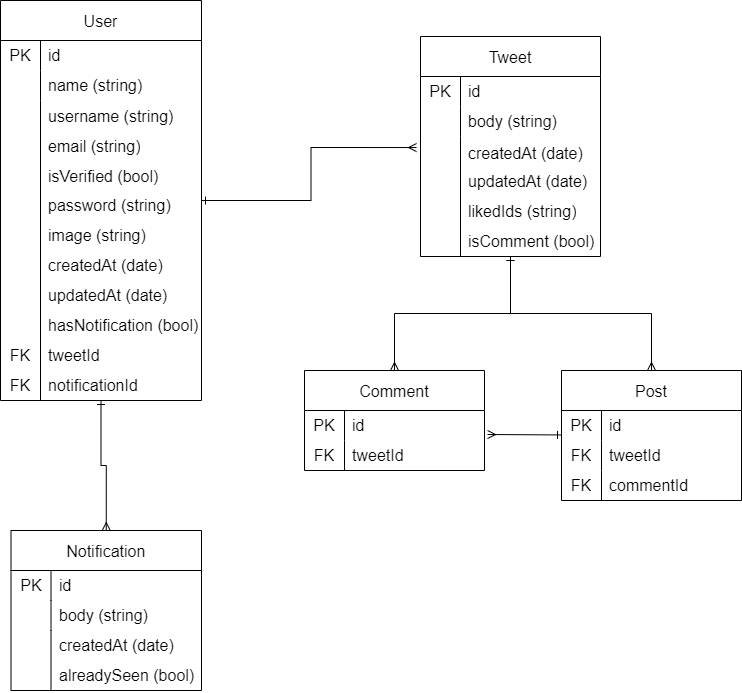 User
PK id
name (string)
username (string)
email (string)
isVerified (bool)
password (string)
image (string)
createdAt (date)
updatedAt (date)
hasNotification (bool)
FK tweetId
FK notificationId
Tweet
PK id
body (string)
createdAt (date)
updatedAt (date)
likedIds (string)
isComment (bool)
Comment
PK id
FK tweetId
Post
PK id
FK tweetId
FK commentId
Notification
PK id
body (string)
createdAt (date)
alreadySeen (bool)